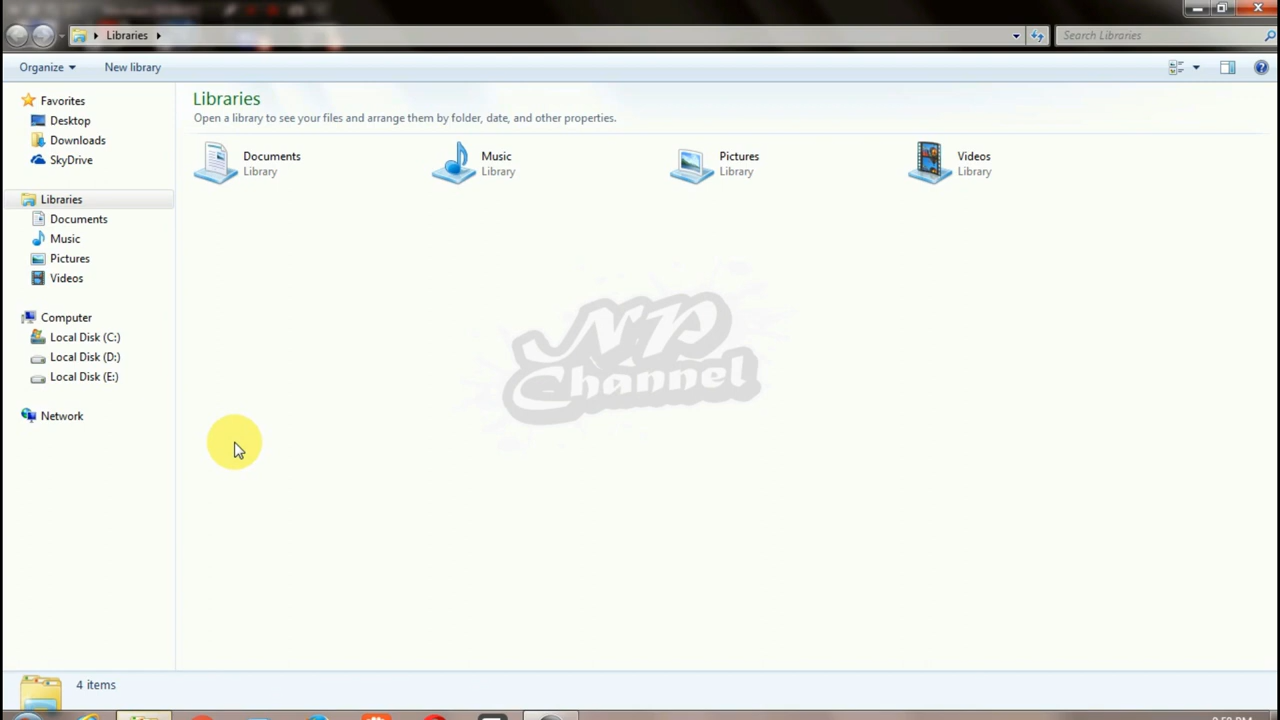 Libraries
Search Libraries
Organize
New library
Favorites
Desktop
Downloads
SkyDrive
Libraries
Documents
Music
Pictures
Videos
Computer
Local Disk (C:)
Local Disk (D:)
Local Disk (E:)
Network
Libraries
Open a library to see your files and arrange them by folder, date, and other properties.
Documents
Library
Music
Library
Pictures
Library
Videos
Library
NP
Channel
4 items